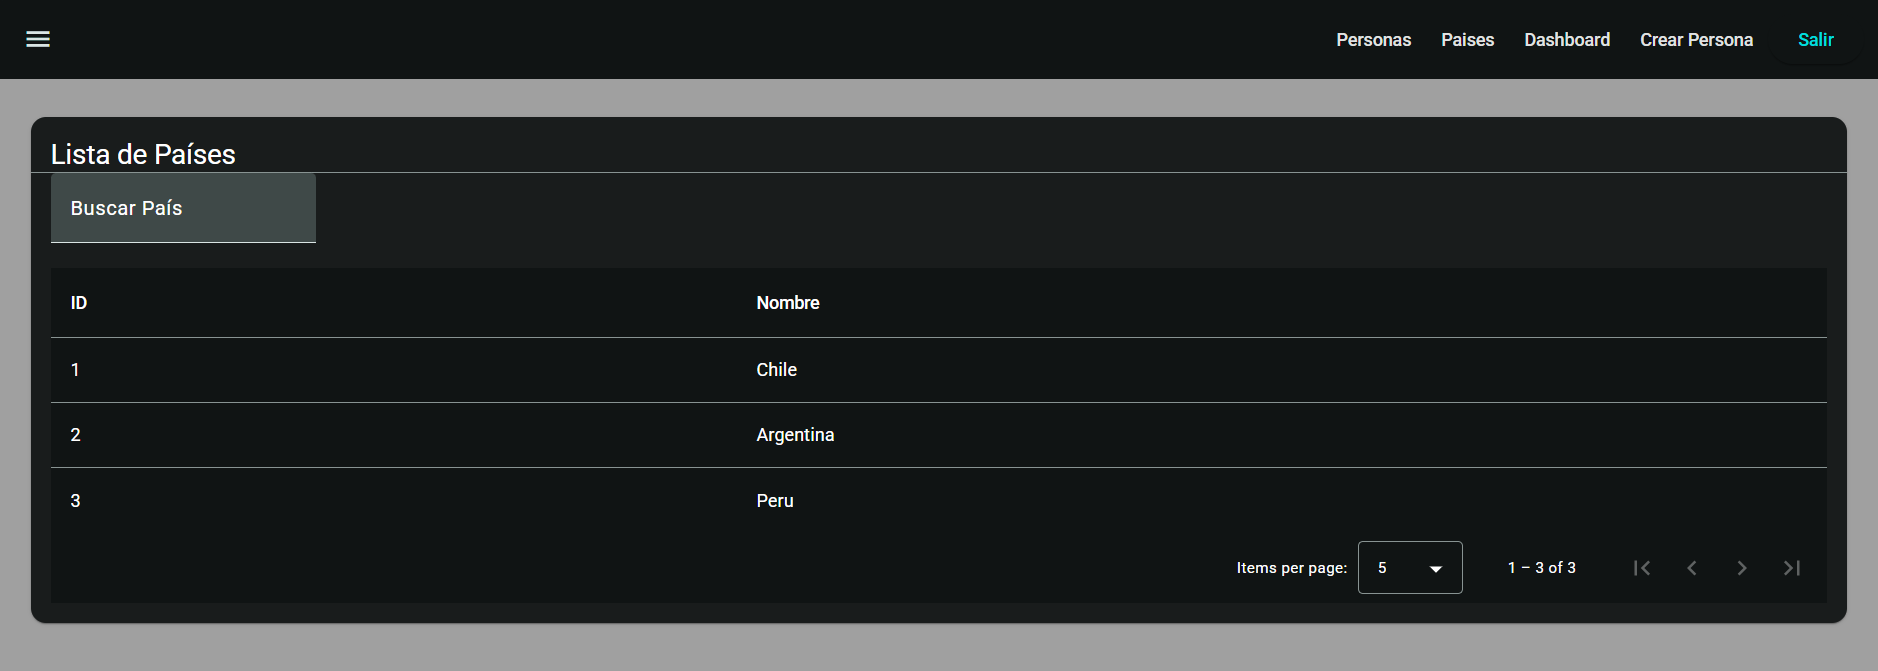 Personas Paises Dashboard Crear Persona Salir
Lista de Países
Buscar País
ID Nombre
1 Chile
2 Argentina
3 Peru
Items per page: 5 1 – 3 of 3